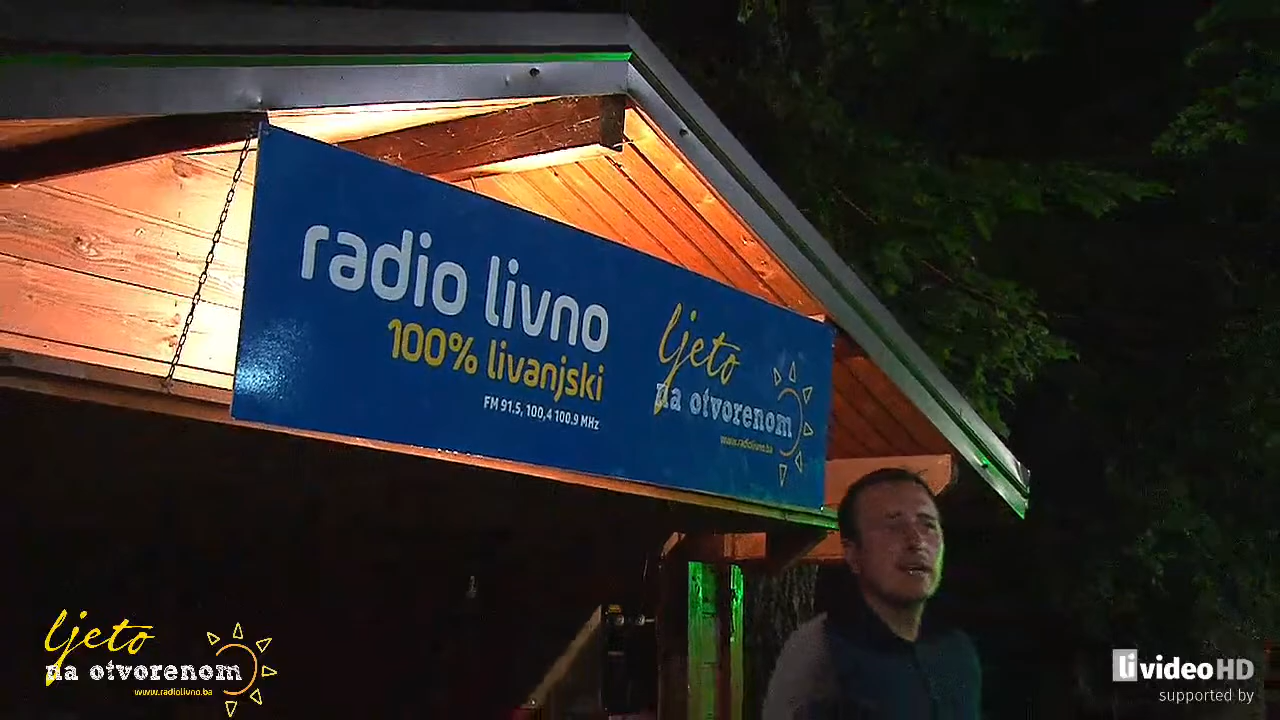 radio livno
100% livanjski
FM 91.5, 100,4 100.9 MHz
ljeto
na otvorenom
www.radiolivno.ba
ljeto
na otvorenom
www.radiolivno.ba
livideoHD
supported by